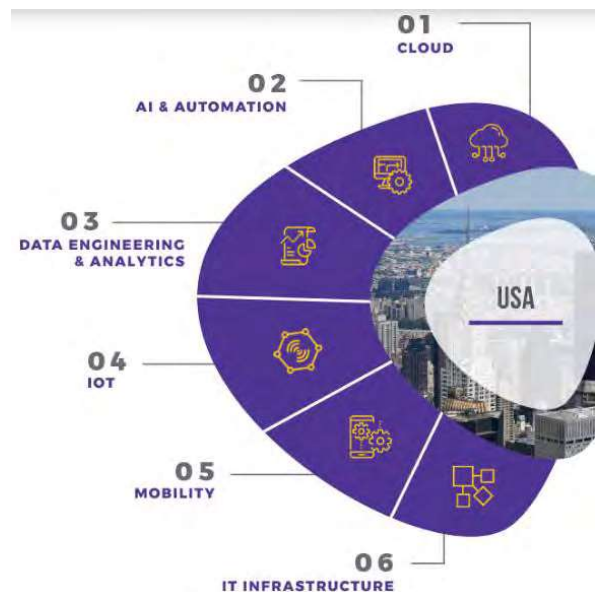 01
CLOUD
02
AI & AUTOMATION
03
DATA ENGINEERING
& ANALYTICS
04
IOT
05
MOBILITY
06
IT INFRASTRUCTURE
USA